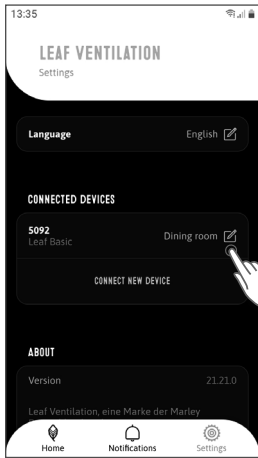 13:35
LEAF VENTILATION
Settings
Language English
CONNECTED DEVICES
5092
Leaf Basic
Dining room
CONNECT NEW DEVICE
ABOUT
Version 21.21.0
Leaf Ventilation, eine Marke der Marley
Home Notifications Settings